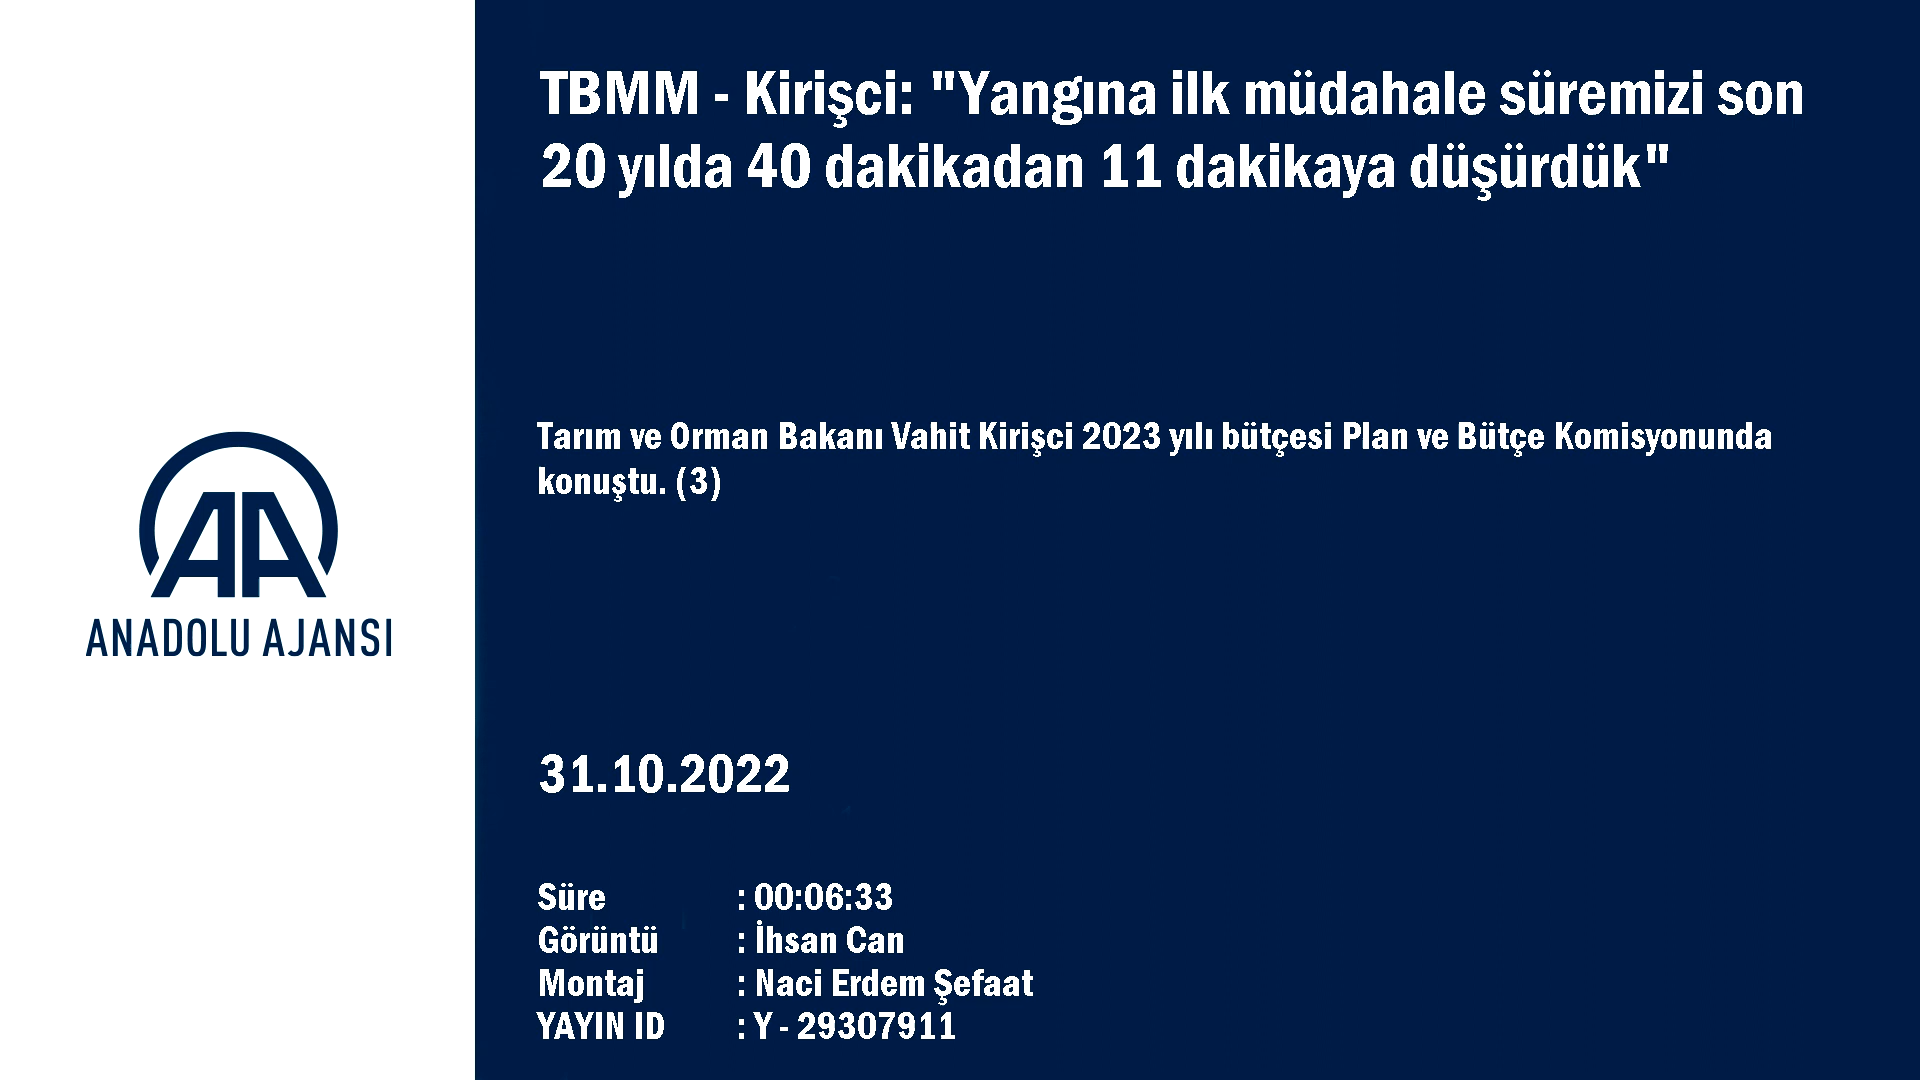 TBMM - Kirişci: "Yangına ilk müdahale süremizi son
20 yılda 40 dakikadan 11 dakikaya düşürdük"
Tarım ve Orman Bakanı Vahit Kirişci 2023 yılı bütçesi Plan ve Bütçe Komisyonunda
konuştu. (3)
AA
ANADOLU AJANSI
31.10.2022
Süre : 00:06:33
Görüntü : İhsan Can
Montaj : Naci Erdem Şefaat
YAYIN ID : Y - 29307911